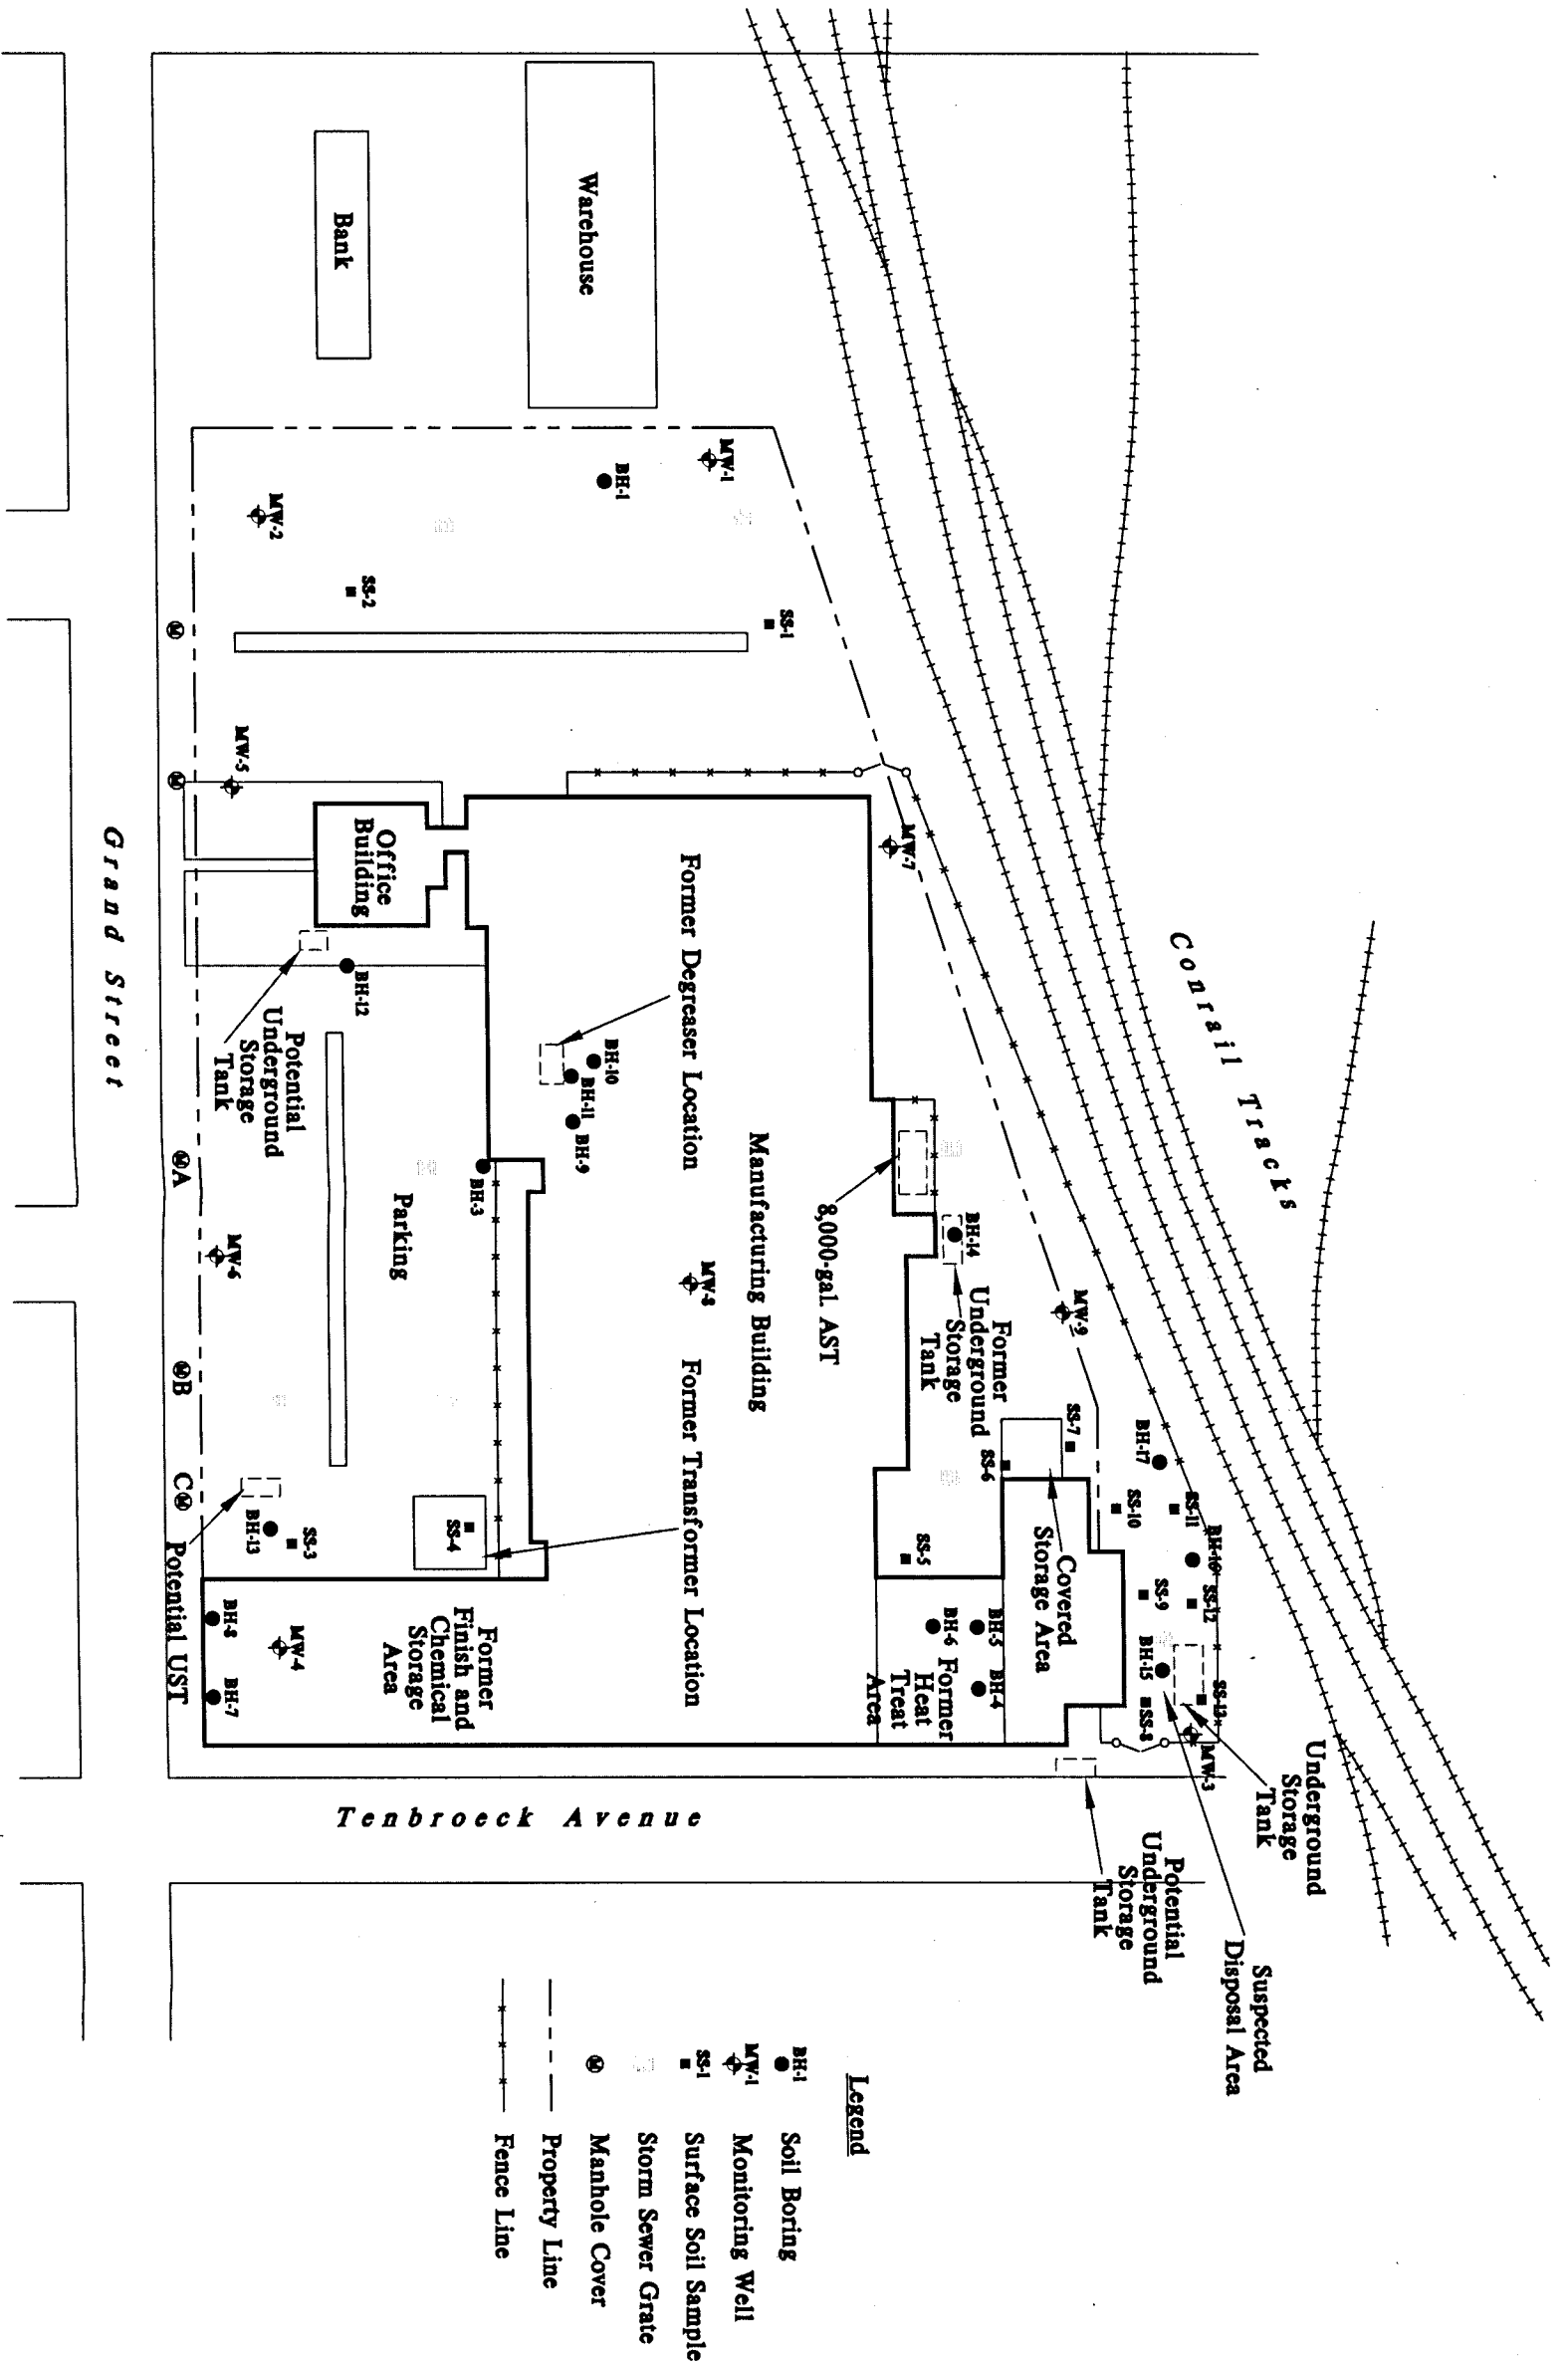 Conrail Tracks
Warehouse
Bank
MW-1
BH-1
MW-2
SS-2
SS-1
MW-5
MW-7
Office
Building
Former Degreaser Location
BH-12
Potential
Underground
Storage
Tank
BH-10
BH-11
BH-9
BH-3
Parking
MW-6
Manufacturing Building
MW-8
8,000-gal. AST
BH-14
Former
Underground
Storage
Tank
MW-9
SS-7
SS-6
SS-5
BH-17
SS-10
SS-11
SS-12
SS-9
BH-15
SS-8
SS-13
MW-3
Covered
Storage Area
BH-5
BH-6
BH-4
Former
Heat
Treat
Area
Former Transformer Location
SS-4
SS-3
BH-13
Potential UST
Former
Finish and
Chemical
Storage
Area
MW-4
BH-8
BH-7
M
M
MA
MB
CM
Grand Street
Tenbroeck Avenue
Underground
Storage
Tank
Potential
Underground
Storage
Tank
Suspected
Disposal Area
Legend
BH-1 Soil Boring
MW-1 Monitoring Well
SS-1 Surface Soil Sample
Storm Sewer Grate
M Manhole Cover
Property Line
Fence Line